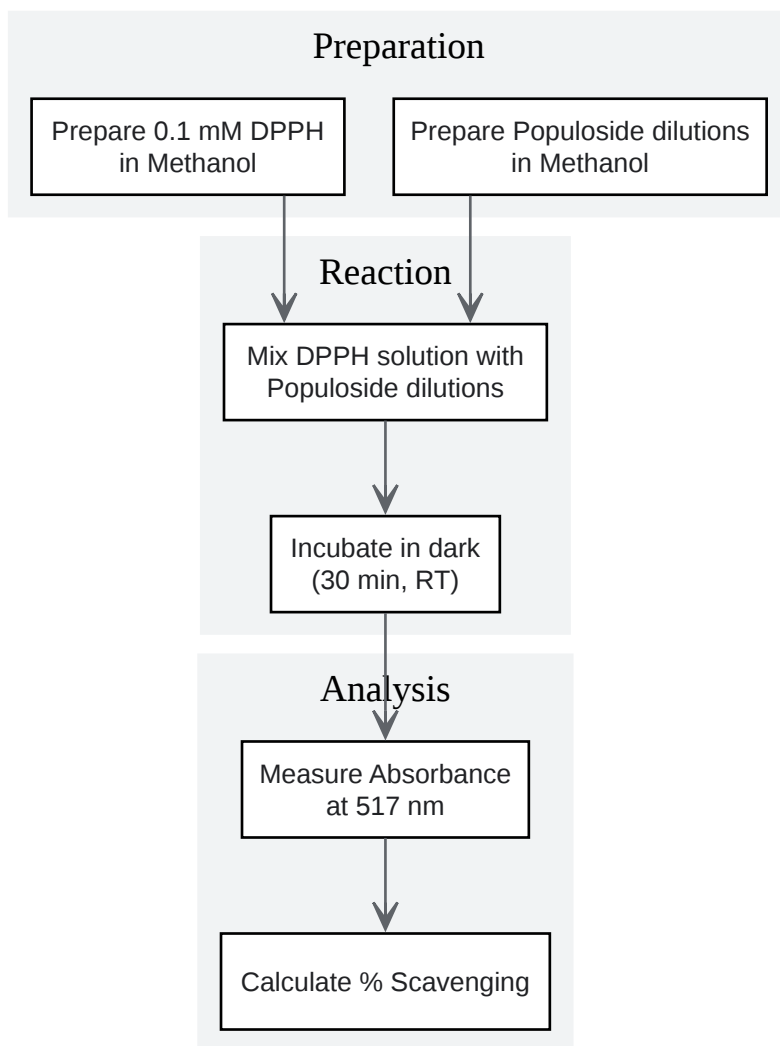 Preparation
Prepare 0.1 mM DPPH
in Methanol
Prepare Populoside dilutions
in Methanol
Reaction
Mix DPPH solution with
Populoside dilutions
Incubate in dark
(30 min, RT)
Analysis
Measure Absorbance
at 517 nm
Calculate % Scavenging